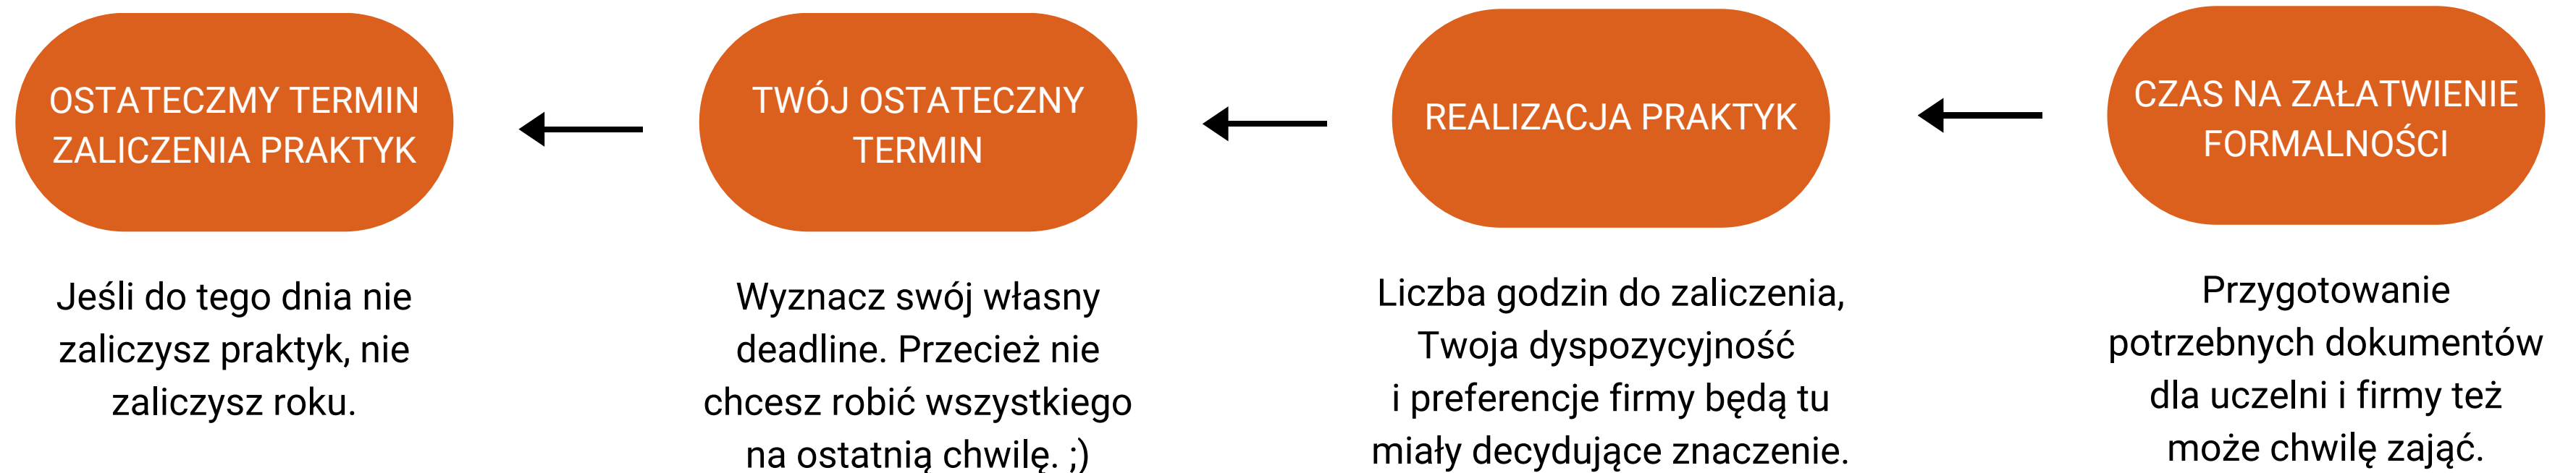 OSTATECZMY TERMIN
ZALICZENIA PRAKTYK
Jeśli do tego dnia nie
zaliczysz praktyk, nie
zaliczysz roku.
TWÓJ OSTATECZNY
TERMIN
Wyznacz swój własny
deadline. Przecież nie
chcesz robić wszystkiego
na ostatnią chwilę. ;)
REALIZACJA PRAKTYK
Liczba godzin do zaliczenia,
Twoja dyspozycyjność
i preferencje firmy będą tu
miały decydujące znaczenie.
CZAS NA ZAŁATWIENIE
FORMALNOŚCI
Przygotowanie
potrzebnych dokumentów
dla uczelni i firmy też
może chwilę zająć.